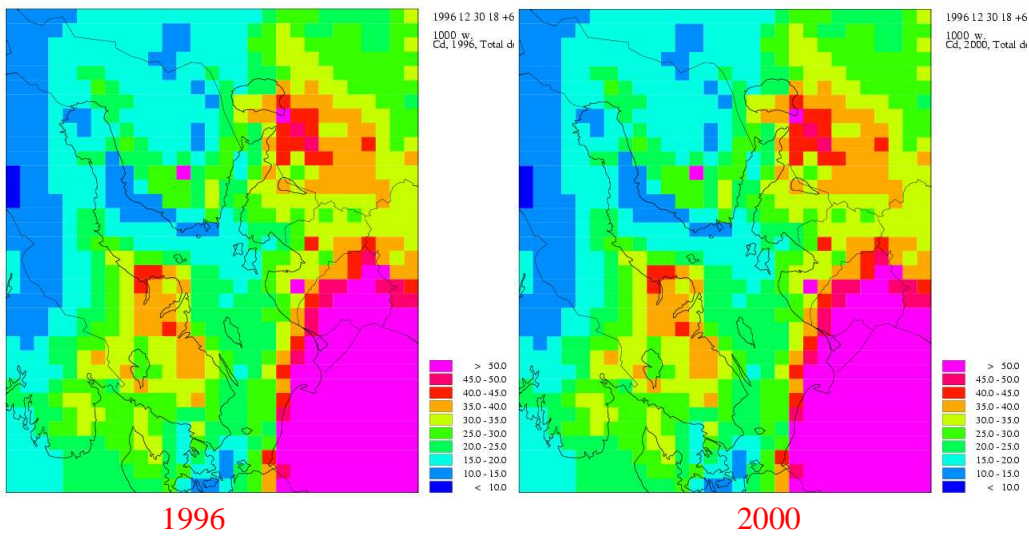 1996 12 30 18 +6
1000 w.
Cd, 1996, Total de
> 50.0
45.0 - 50.0
40.0 - 45.0
35.0 - 40.0
30.0 - 35.0
25.0 - 30.0
20.0 - 25.0
15.0 - 20.0
10.0 - 15.0
< 10.0
1996
1996 12 30 18 +6
1000 w.
Cd, 2000, Total de
> 50.0
45.0 - 50.0
40.0 - 45.0
35.0 - 40.0
30.0 - 35.0
25.0 - 30.0
20.0 - 25.0
15.0 - 20.0
10.0 - 15.0
< 10.0
2000